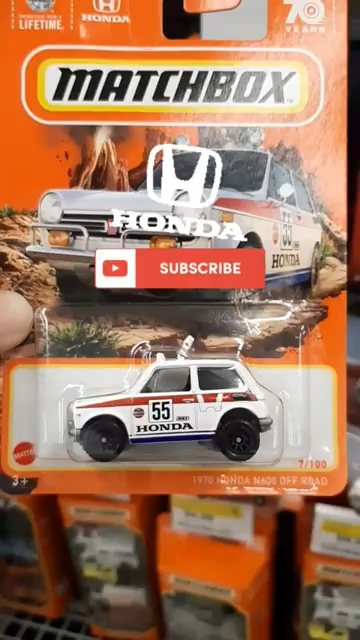 LIFETIME
HONDA
70
YEARS
MATCHBOX
HONDA
SUBSCRIBE
55
HONDA
55
HONDA
MATTEL
7/100
3+
1970 HONDA N600 OFF ROAD